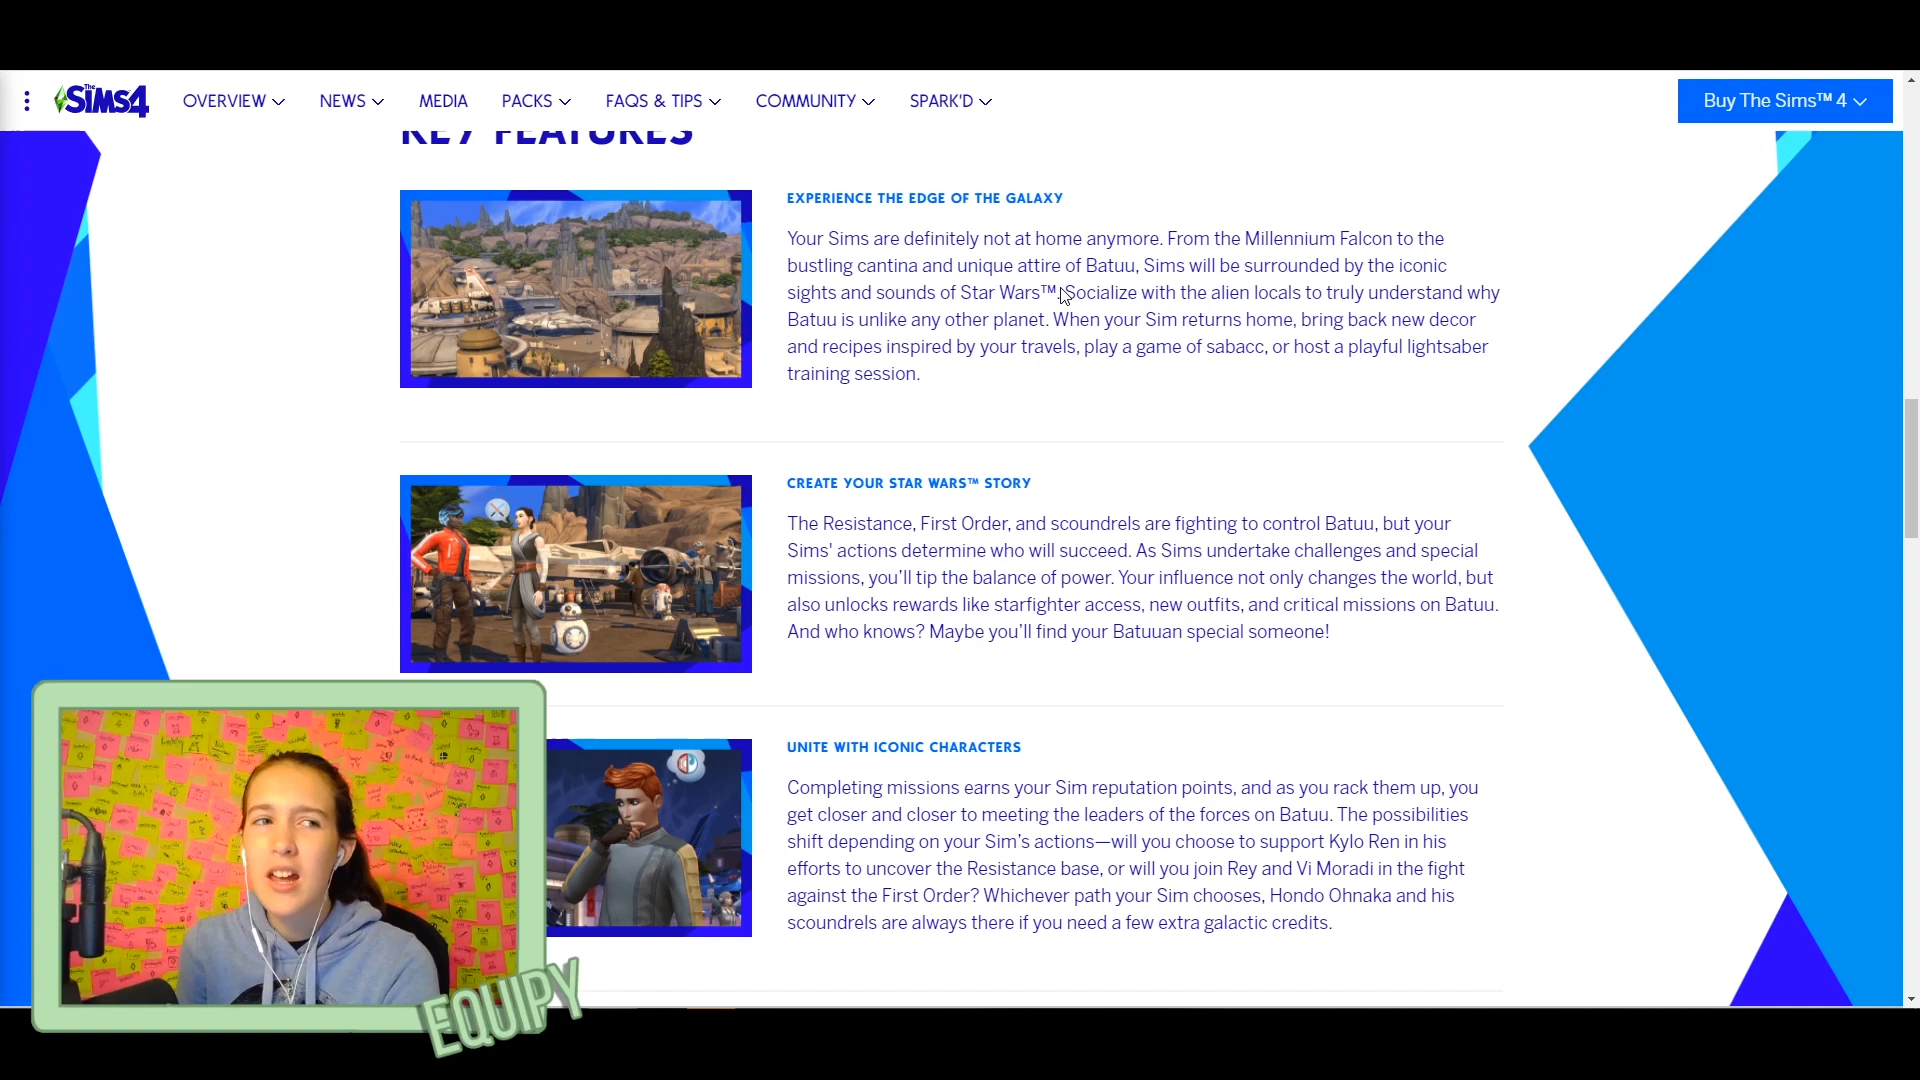 The SIMS4
OVERVIEW
NEWS
MEDIA
PACKS
FAQS & TIPS
COMMUNITY
SPARK'D
Buy The Sims™ 4
KEY FEATURES
EXPERIENCE THE EDGE OF THE GALAXY
Your Sims are definitely not at home anymore. From the Millennium Falcon to the
bustling cantina and unique attire of Batuu, Sims will be surrounded by the iconic
sights and sounds of Star Wars™. Socialize with the alien locals to truly understand why
Batuu is unlike any other planet. When your Sim returns home, bring back new decor
and recipes inspired by your travels, play a game of sabacc, or host a playful lightsaber
training session.
CREATE YOUR STAR WARS™ STORY
The Resistance, First Order, and scoundrels are fighting to control Batuu, but your
Sims' actions determine who will succeed. As Sims undertake challenges and special
missions, you'll tip the balance of power. Your influence not only changes the world, but
also unlocks rewards like starfighter access, new outfits, and critical missions on Batuu.
And who knows? Maybe you'll find your Batuuan special someone!
UNITE WITH ICONIC CHARACTERS
Completing missions earns your Sim reputation points, and as you rack them up, you
get closer and closer to meeting the leaders of the forces on Batuu. The possibilities
shift depending on your Sim's actions—will you choose to support Kylo Ren in his
efforts to uncover the Resistance base, or will you join Rey and Vi Moradi in the fight
against the First Order? Whichever path your Sim chooses, Hondo Ohnaka and his
scoundrels are always there if you need a few extra galactic credits.
EQUIPY